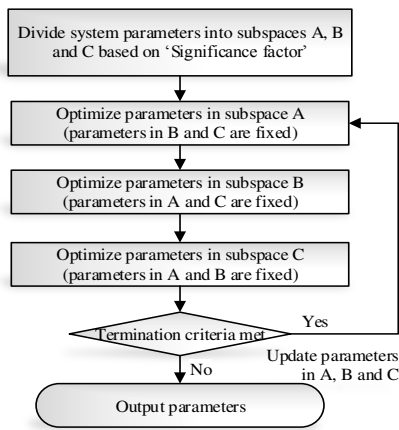 Divide system parameters into subspaces A, B
and C based on ‘Significance factor’
Optimize parameters in subspace A
(parameters in B and C are fixed)
Optimize parameters in subspace B
(parameters in A and C are fixed)
Optimize parameters in subspace C
(parameters in A and B are fixed)
Termination criteria met
Yes
Update parameters
in A, B and C
No
Output parameters